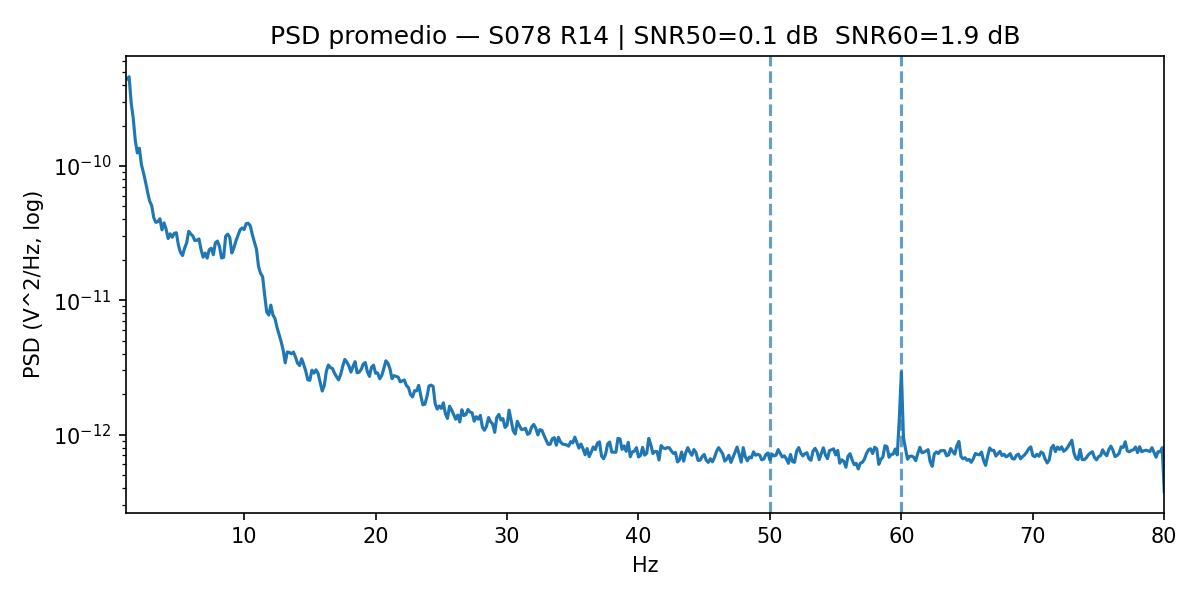 PSD promedio — S078 R14 | SNR50=0.1 dB  SNR60=1.9 dB
PSD (V^2/Hz, log)
10⁻¹⁰
10⁻¹¹
10⁻¹²
10 20 30 40 50 60 70 80
Hz